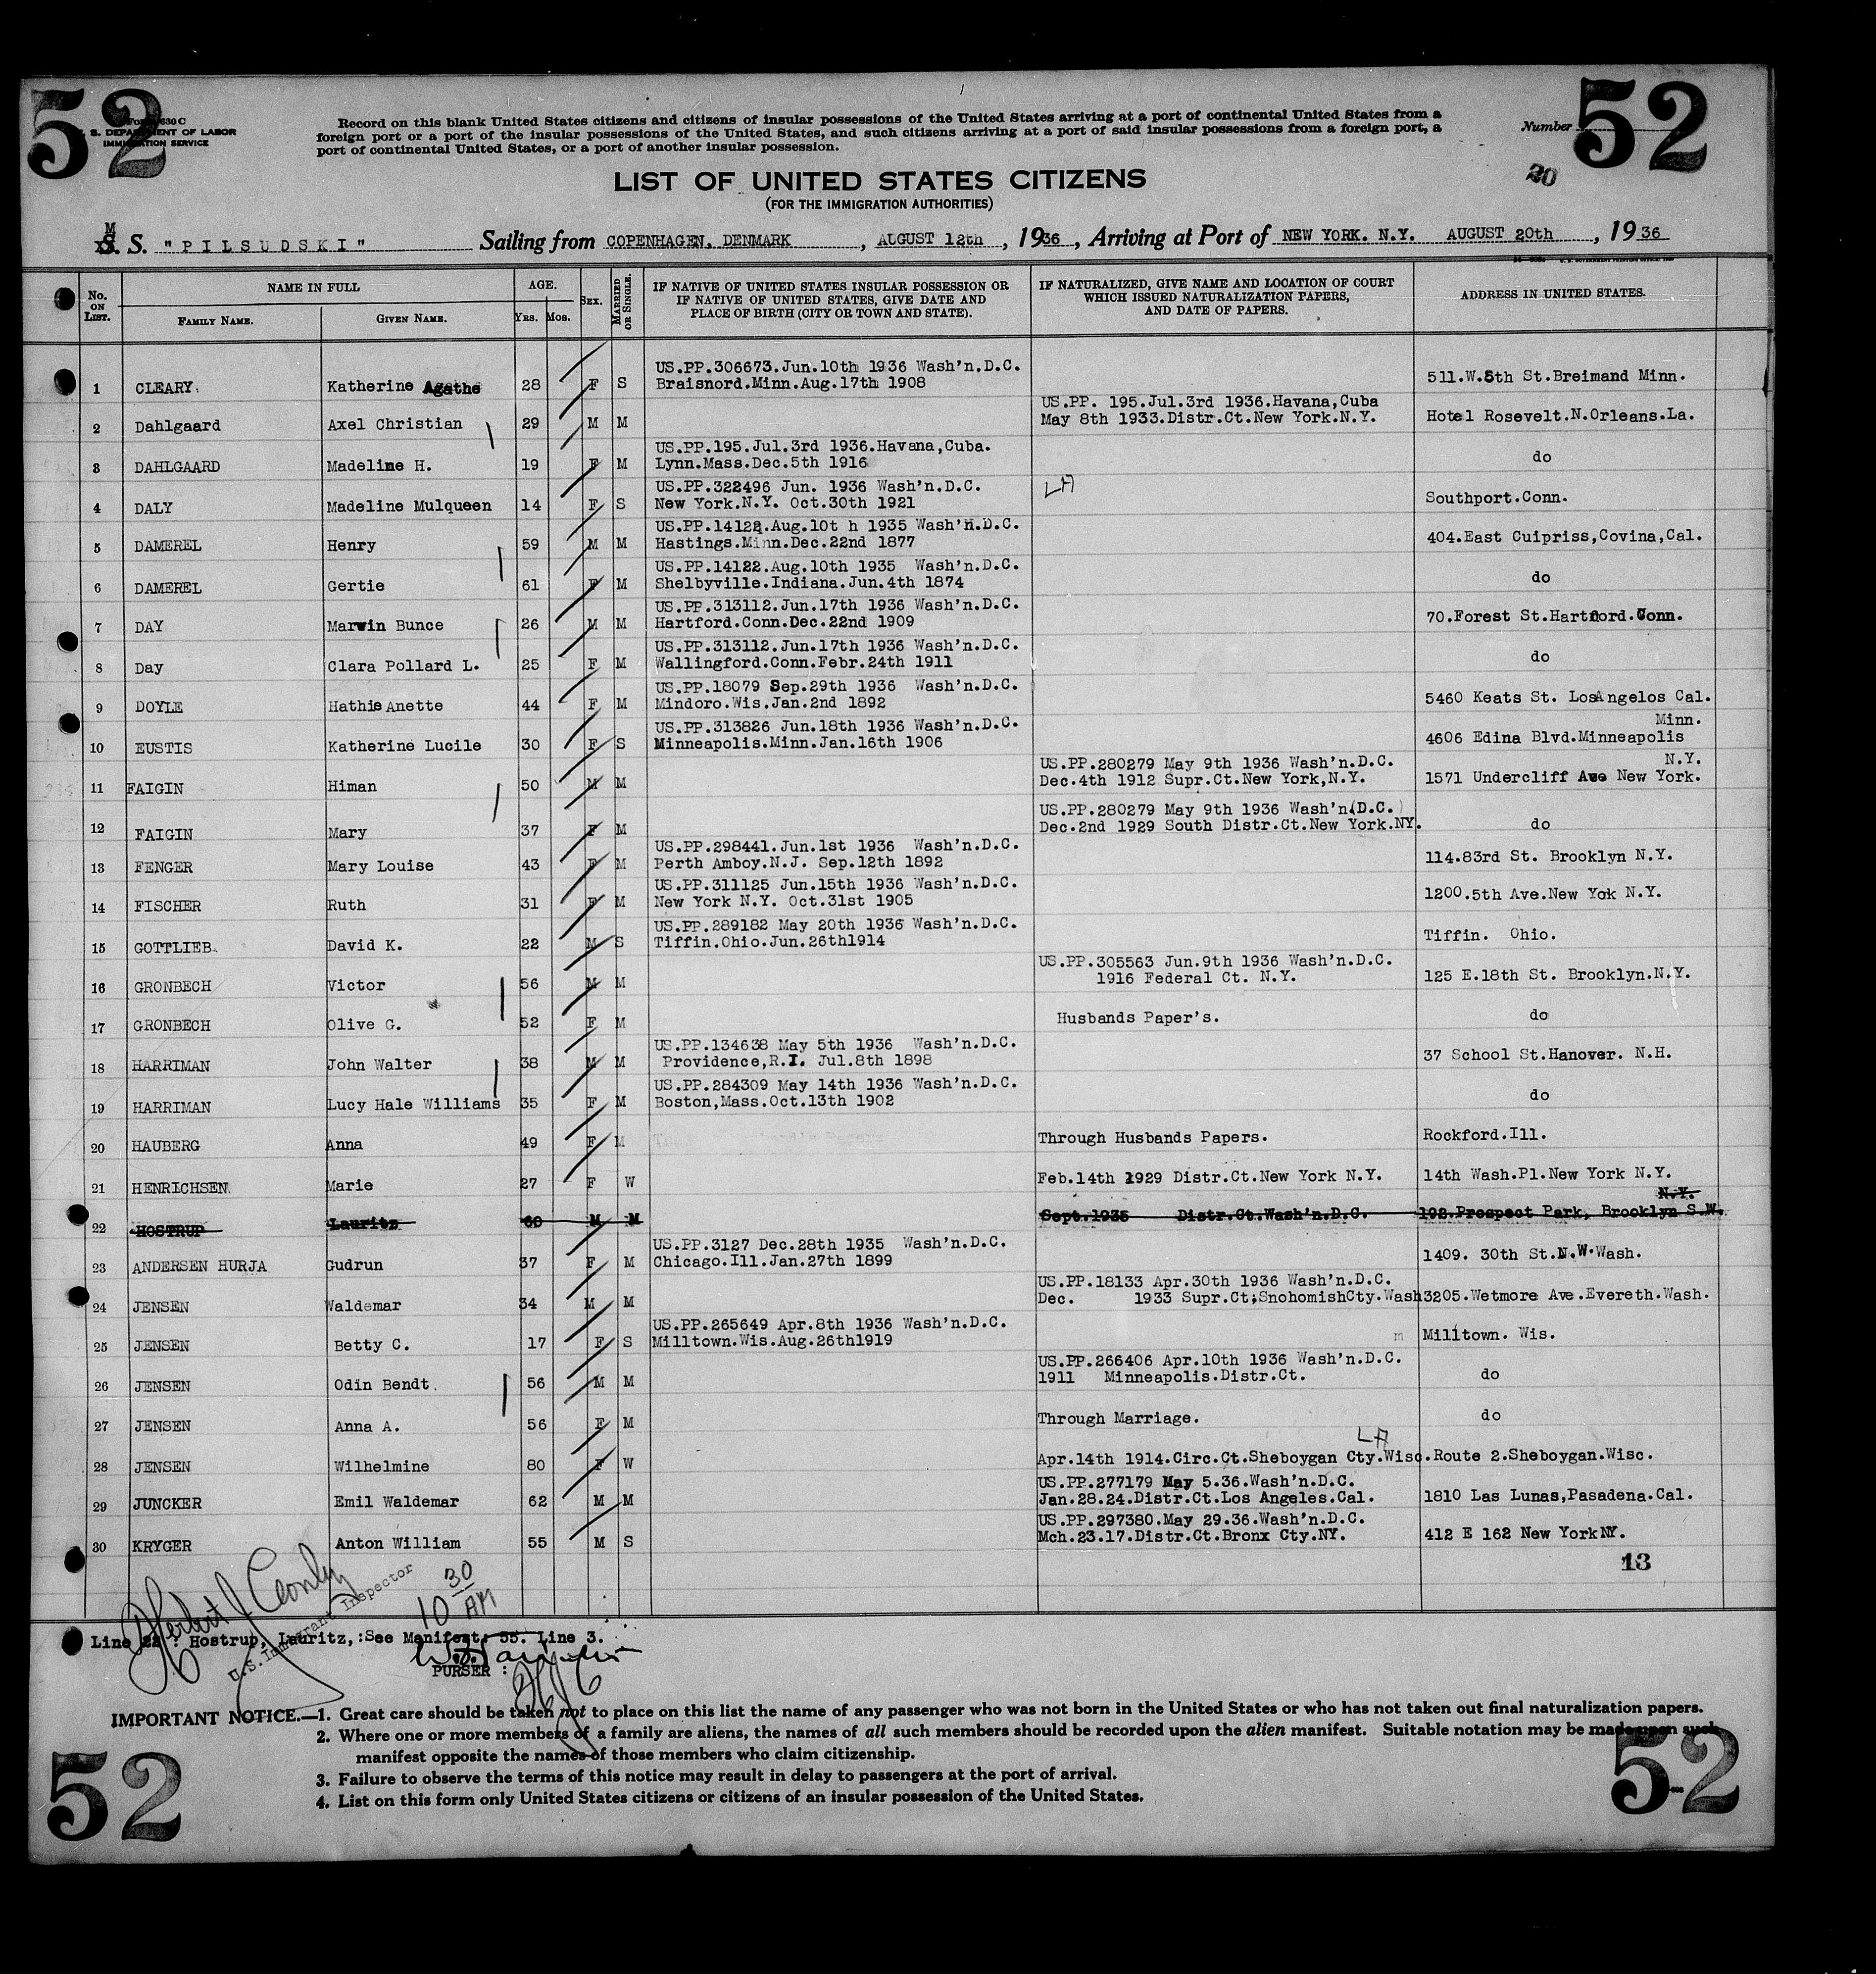 52
52
Form 630 C
U. S. DEPARTMENT OF LABOR
IMMIGRATION SERVICE
Record on this blank United States citizens and citizens of insular possessions of the United States arriving at a port of continental United States from a
foreign port or a port of the insular possessions of the United States, and such citizens arriving at a port of said insular possessions from a foreign port, a
port of continental United States, or a port of another insular possession.
Number
20
LIST OF UNITED STATES CITIZENS
(FOR THE IMMIGRATION AUTHORITIES)
M
S. S. "PILSUDSKI" Sailing from COPENHAGEN, DENMARK, AUGUST 12th, 1936, Arriving at Port of NEW YORK. N.Y. AUGUST 20th, 1936
No. ON LIST. NAME IN FULL AGE. SEX. MARRIED OR SINGLE. IF NATIVE OF UNITED STATES INSULAR POSSESSION OR IF NATIVE OF UNITED STATES, GIVE DATE AND PLACE OF BIRTH (CITY OR TOWN AND STATE). IF NATURALIZED, GIVE NAME AND LOCATION OF COURT WHICH ISSUED NATURALIZATION PAPERS, AND DATE OF PAPERS. ADDRESS IN UNITED STATES.
FAMILY NAME. GIVEN NAME. YRS. MOS.
US.PP.306673.Jun.10th 1936 Wash'n.D.C.
1 CLEARY. Katherine Agathe 28 F S Braisnord.Minn.Aug.17th 1908 511.W.5th St.Breimand Minn.
US.PP. 195.Jul.3rd 1936.Havana,Cuba
2 Dahlgaard Axel Christian 29 M M May 8th 1933.Distr.Ct.New York.N.Y. Hotel Rosevelt.N.Orleans.La.
US.PP.195.Jul.3rd 1936.Havana,Cuba.
3 DAHLGAARD Madeline H. 19 F M Lynn.Mass.Dec.5th 1916 do
US.PP.322496 Jun. 1936 Wash'n.D.C. LA
4 DALY Madeline Mulqueen 14 F S New York.N.Y. Oct.30th 1921 Southport.Conn.
US.PP.14122.Aug.10t h 1935 Wash'n.D.C.
5 DAMEREL Henry 59 M M Hastings.Minn.Dec.22nd 1877 404.East Cuipriss,Covina,Cal.
US.PP.14122.Aug.10th 1935 Wash'n.D.C.
6 DAMEREL Gertie 61 F M Shelbyville.Indiana.Jun.4th 1874 do
US.PP.313112.Jun.17th 1936 Wash'n.D.C.
7 DAY Marwin Bunce 26 M M Hartford.Conn.Dec.22nd 1909 70.Forest St.Hartford.Conn.
US.PP.313112.Jun.17th 1936 Wash'n.D.C.
8 Day Clara Pollard L. 25 F M Wallingford.Conn.Febr.24th 1911 do
US.PP.18079 Sep.29th 1936 Wash'n.D.C.
9 DOYLE Hathie Anette 44 F M Mindoro.Wis.Jan.2nd 1892 5460 Keats St. LosAngelos Cal.
US.PP.313826 Jun.18th 1936 Wash'n.D.C. Minn.
10 EUSTIS Katherine Lucile 30 F S Minneapolis.Minn.Jan.16th 1906 4606 Edina Blvd.Minneapolis
US.PP.280279 May 9th 1936 Wash'n.D.C. N.Y.
11 FAIGIN Himan 50 M M Dec.4th 1912 Supr.Ct.New York,N.Y. 1571 Undercliff Ave New York.
US.PP.280279 May 9th 1936 Wash'n(D.C.)
12 FAIGIN Mary 37 F M Dec.2nd 1929 South Distr.Ct.New York.NY. do
US.PP.298441.Jun.1st 1936 Wash'n.D.C.
13 FENGER Mary Louise 43 F M Perth Amboy.N.J. Sep.12th 1892 114.83rd St. Brooklyn N.Y.
US.PP.311125 Jun.15th 1936 Wash'n.D.C.
14 FISCHER Ruth 31 F M New York N.Y. Oct.31st 1905 1200.5th Ave.New Yok N.Y.
US.PP.289182 May 20th 1936 Wash'n.D.C.
15 GOTTLIEB. David K. 22 M S Tiffin.Ohio.Jun.26th1914 Tiffin. Ohio.
US.PP.305563 Jun.9th 1936 Wash'n.D.C.
16 GRONBECH Victor 56 M M 1916 Federal Ct. N.Y. 125 E.18th St. Brooklyn.N.Y.
17 GRONBECH Olive G. 52 F M Husbands Paper's. do
US.PP.134638 May 5th 1936 Wash'n.D.C.
18 HARRIMAN John Walter 38 M M Providence,R.I. Jul.8th 1898 37 School St.Hanover. N.H.
US.PP.284309 May 14th 1936 Wash'n.D.C.
19 HARRIMAN Lucy Hale Williams 35 F M Boston,Mass.Oct.13th 1902 do
20 HAUBERG Anna 49 F M Through Husbands Papers. Rockford.Ill.
21 HENRICHSEN Marie 27 F W Feb.14th 1929 Distr.Ct.New York N.Y. 14th Wash.Pl.New York N.Y.
N.Y.
22 HOSTRUP Lauritz 60 M M Sept.1935 Distr.Ct.Wash'n.D.C. 192.Prospect Park, Brooklyn S.W.
US.PP.3127 Dec.28th 1935 Wash'n.D.C.
23 ANDERSEN HURJA Gudrun 37 F M Chicago.Ill.Jan.27th 1899 1409. 30th St.N.W.Wash.
US.PP.18133 Apr.30th 1936 Wash'n.D.C.
24 JENSEN Waldemar 34 M M Dec. 1933 Supr.Ct;SnohomishCty.Wash 3205.Wetmore Ave.Evereth.Wash.
US.PP.265649 Apr.8th 1936 Wash'n.D.C.
25 JENSEN Betty C. 17 F S Milltown.Wis.Aug.26th1919 m Milltown. Wis.
US.PP.266406 Apr.10th 1936 Wash'n.D.C.
26 JENSEN Odin Bendt. 56 M M 1911 Minneapolis.Distr.Ct. do
27 JENSEN Anna A. 56 F M Through Marriage. do
LA
28 JENSEN Wilhelmine 80 F W Apr.14th 1914.Circ.Ct.Sheboygan Cty.Wisc. Route 2.Sheboygan.Wisc.
US.PP.277179 May 5.36.Wash'n.D.C.
29 JUNCKER Emil Waldemar 62 M M Jan.28.24.Distr.Ct.Los Angeles.Cal. 1810 Las Lunas,Pasadena.Cal.
US.PP.297380.May 29.36.Wash'n.D.C.
30 KRYGER Anton William 55 M S Mch.23.17.Distr.Ct.Bronx Cty.NY. 412 E 162 New York NY.
13
10 30 AM
U.S.Immigrant Inspector
Line 22 : Hostrup, Lauritz, :See Manifest: 55. Line 3.
PURSER :
IMPORTANT NOTICE.—1. Great care should be taken not to place on this list the name of any passenger who was not born in the United States or who has not taken out final naturalization papers.
2. Where one or more members of a family are aliens, the names of all such members should be recorded upon the alien manifest. Suitable notation may be made upon such
manifest opposite the names of those members who claim citizenship.
3. Failure to observe the terms of this notice may result in delay to passengers at the port of arrival.
4. List on this form only United States citizens or citizens of an insular possession of the United States.
52
52